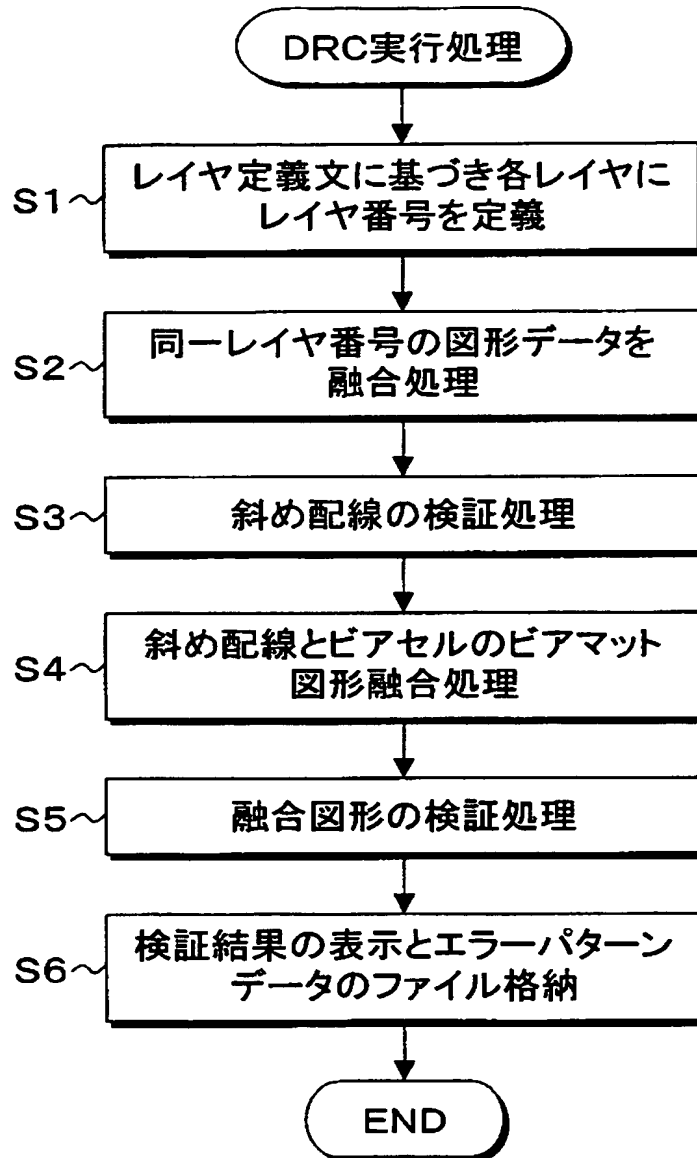 DRC実行処理
S1
レイヤ定義文に基づき各レイヤに
レイヤ番号を定義
S2
同一レイヤ番号の図形データを
融合処理
S3
斜め配線の検証処理
S4
斜め配線とビアセルのビアマット
図形融合処理
S5
融合図形の検証処理
S6
検証結果の表示とエラーパターン
データのファイル格納
END